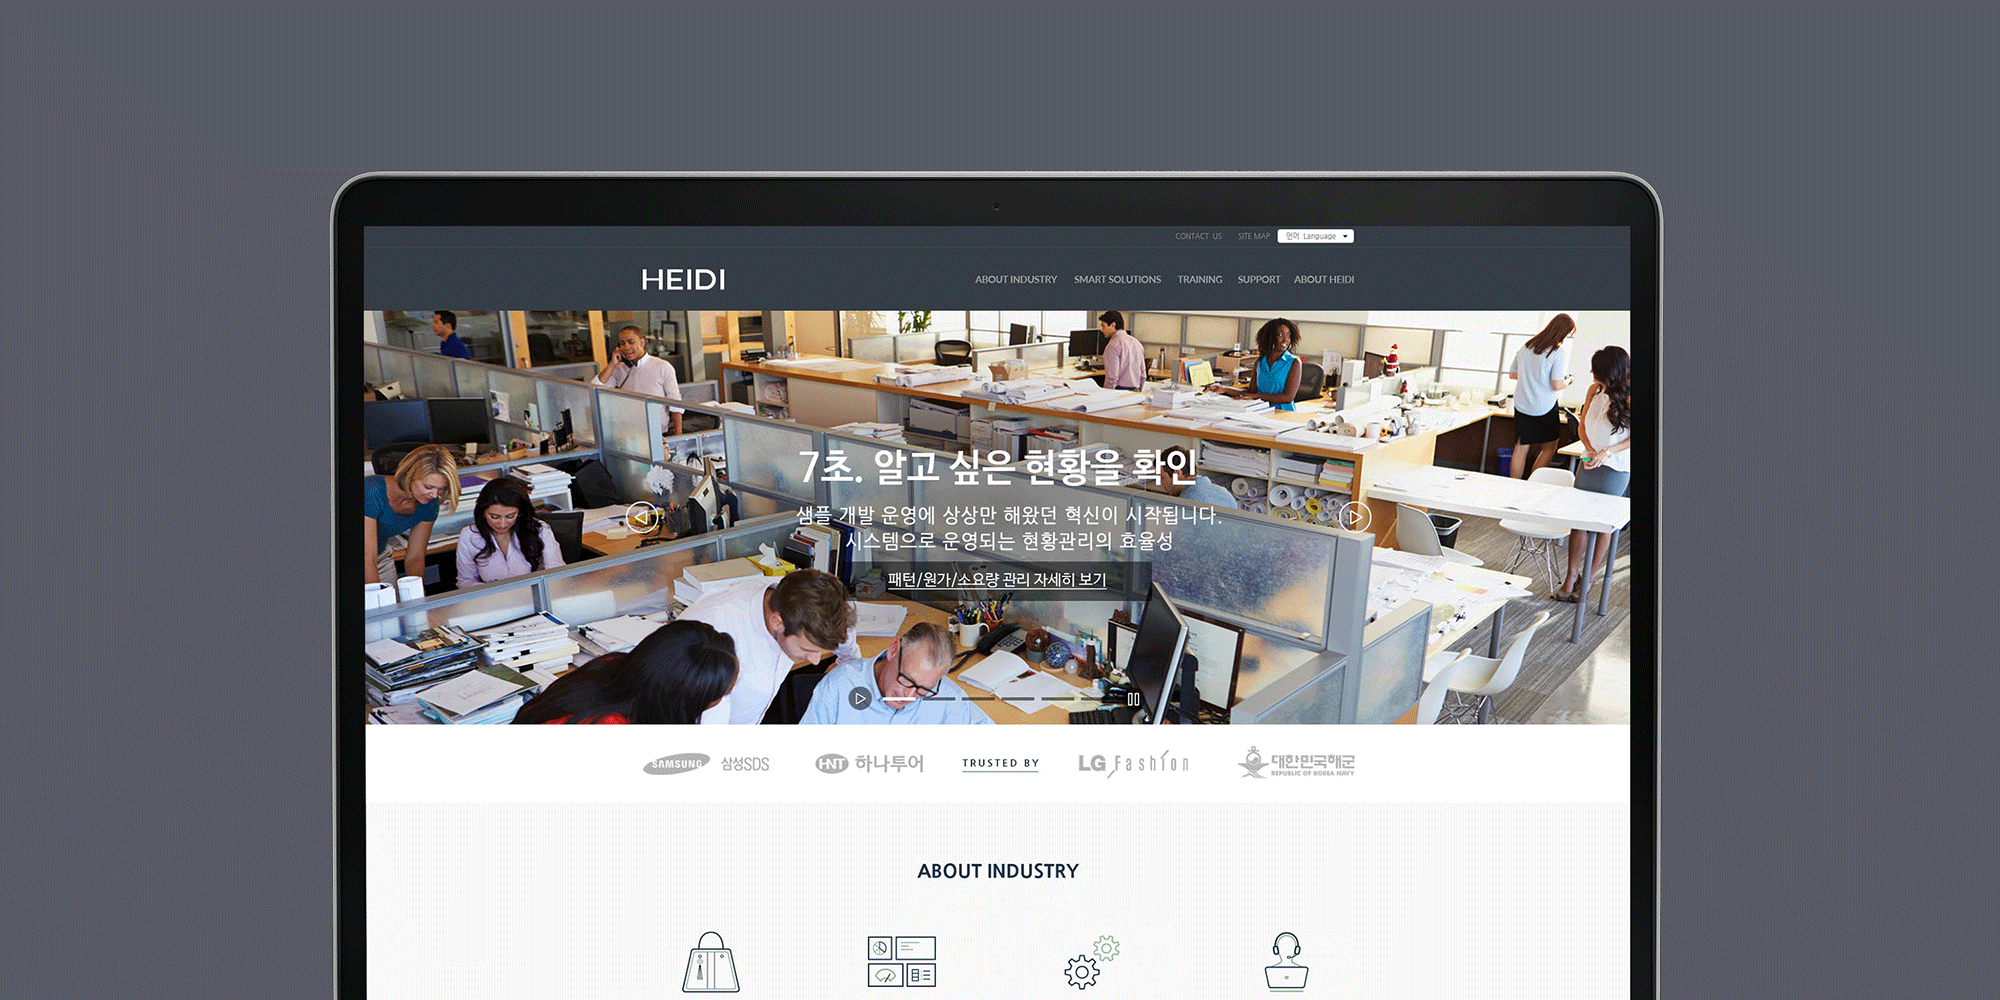 CONTACT US SITE MAP 언어 Language
HEIDI
ABOUT INDUSTRY SMART SOLUTIONS TRAINING SUPPORT ABOUT HEIDI
7초. 알고 싶은 현황을 확인
샘플 개발 운영에 상상만 해왔던 혁신이 시작됩니다.
시스템으로 운영되는 현황관리의 효율성
패턴/원가/소요량 관리 자세히 보기
SAMSUNG 삼성SDS
HNT 하나투어
TRUSTED BY
LG Fashion
대한민국해군
REPUBLIC OF KOREA NAVY
ABOUT INDUSTRY